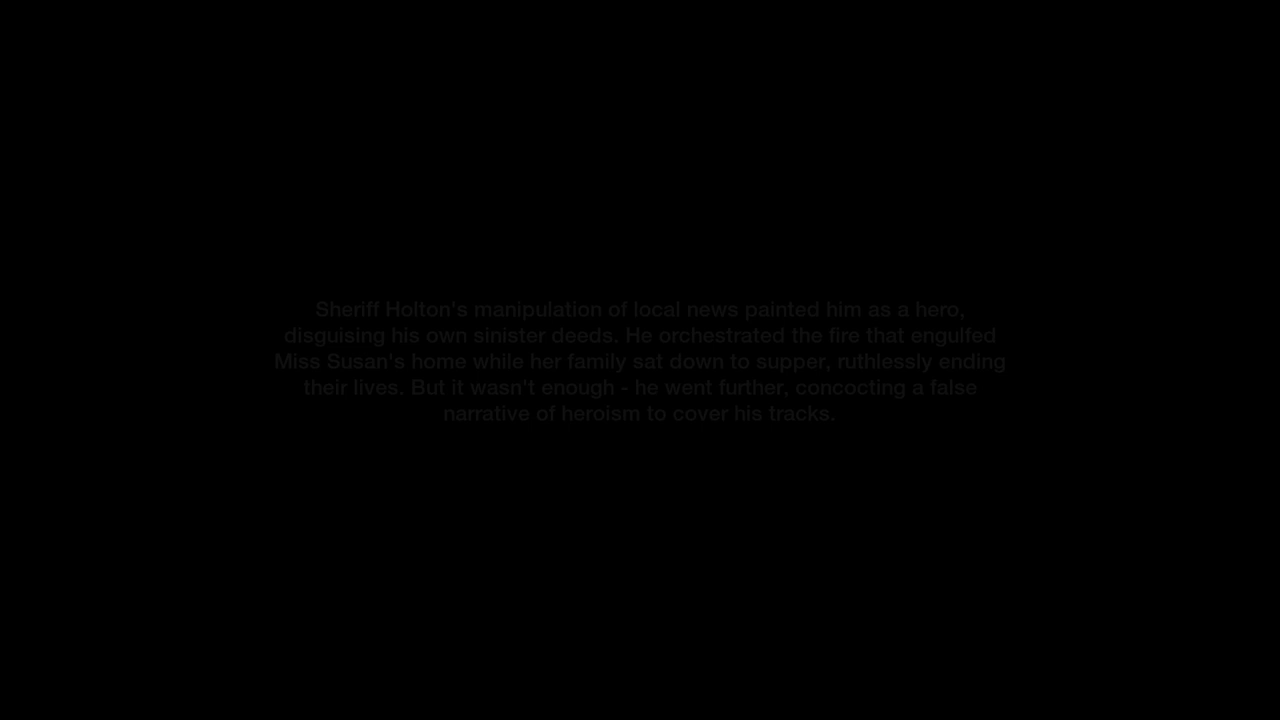 Sheriff Holton's manipulation of local news painted him as a hero,
disguising his own sinister deeds. He orchestrated the fire that engulfed
Miss Susan's home while her family sat down to supper, ruthlessly ending
their lives. But it wasn't enough - he went further, concocting a false
narrative of heroism to cover his tracks.